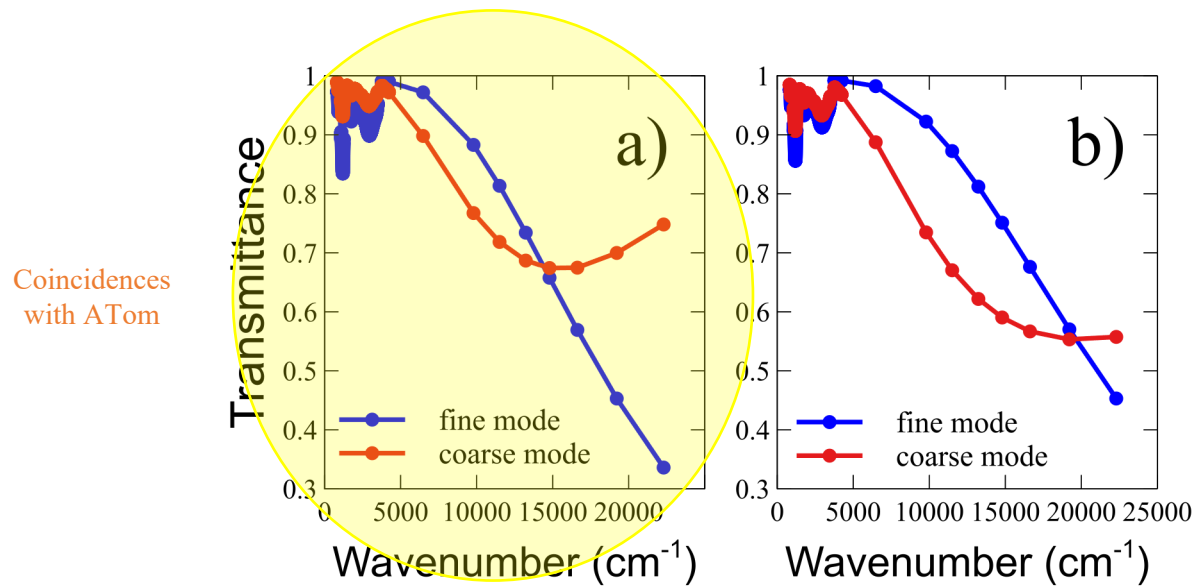 Coincidences
with ATom
Transmittance
1
0.9
0.8
0.7
0.6
0.5
0.4
0.3
a)
fine mode
coarse mode
0 5000 10000 15000 20000
Wavenumber (cm⁻¹)
1
0.9
0.8
0.7
0.6
0.5
0.4
0.3
b)
fine mode
coarse mode
0 5000 10000 15000 20000 25000
Wavenumber (cm⁻¹)